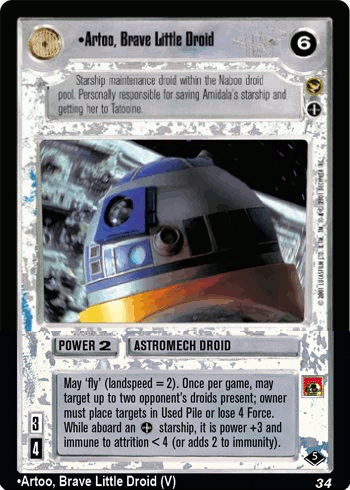 •Artoo, Brave Little Droid
6
Starship maintenance droid within the Naboo droid
pool. Personally responsible for saving Amidala's starship and
getting her to Tatooine.
POWER 2 ASTROMECH DROID
May 'fly' (landspeed = 2). Once per game, may
target up to two opponent's droids present; owner
must place targets in Used Pile or lose 4 Force.
While aboard an starship, it is power +3 and
immune to attrition < 4 (or adds 2 to immunity).
3
4
5
•Artoo, Brave Little Droid (V)
34